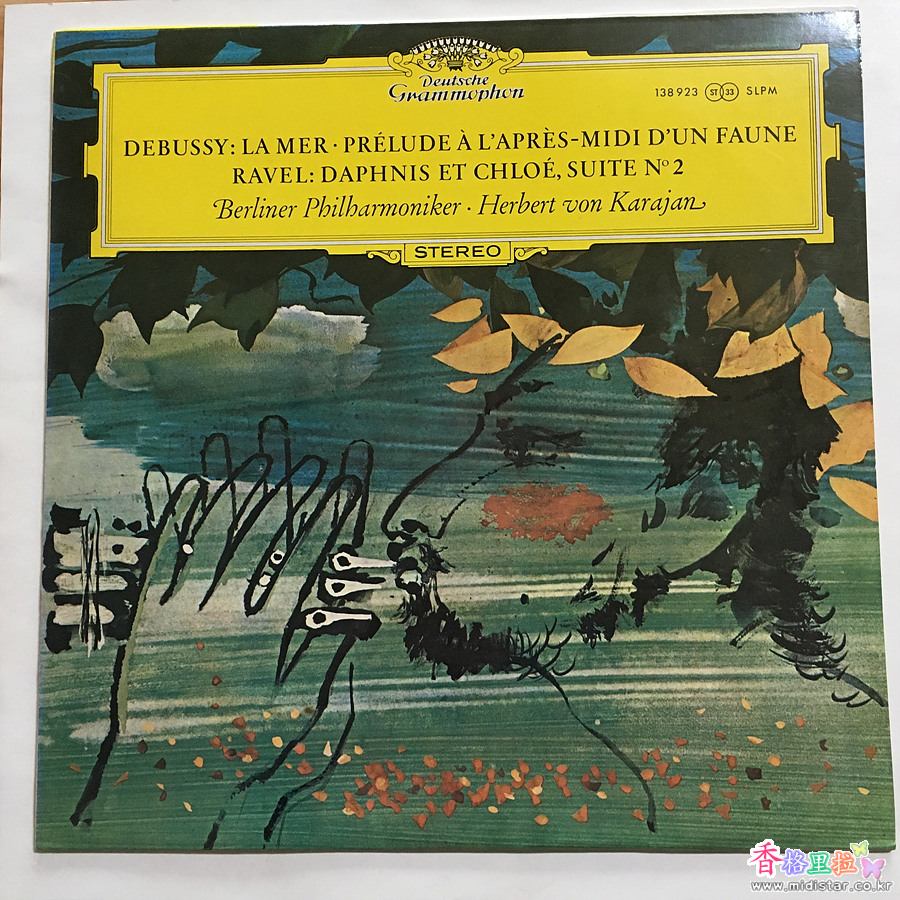 Deutsche
Grammophon
138 923 ST 33 SLPM
DEBUSSY: LA MER · PRÉLUDE À L'APRÈS-MIDI D'UN FAUNE
RAVEL: DAPHNIS ET CHLOÉ, SUITE Nº 2
Berliner Philharmoniker · Herbert von Karajan
STEREO
香格里拉
www.midistar.co.kr